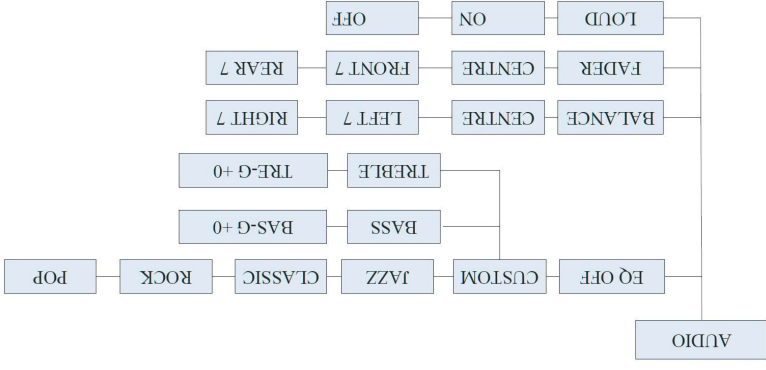 AUDIO
EQ OFF CUSTOM JAZZ CLASSIC ROCK POP
BASS BAS-G +0
TREBLE TRE-G +0
BALANCE CENTRE LEFT 7 RIGHT 7
FADER CENTRE FRONT 7 REAR 7
LOUD ON OFF